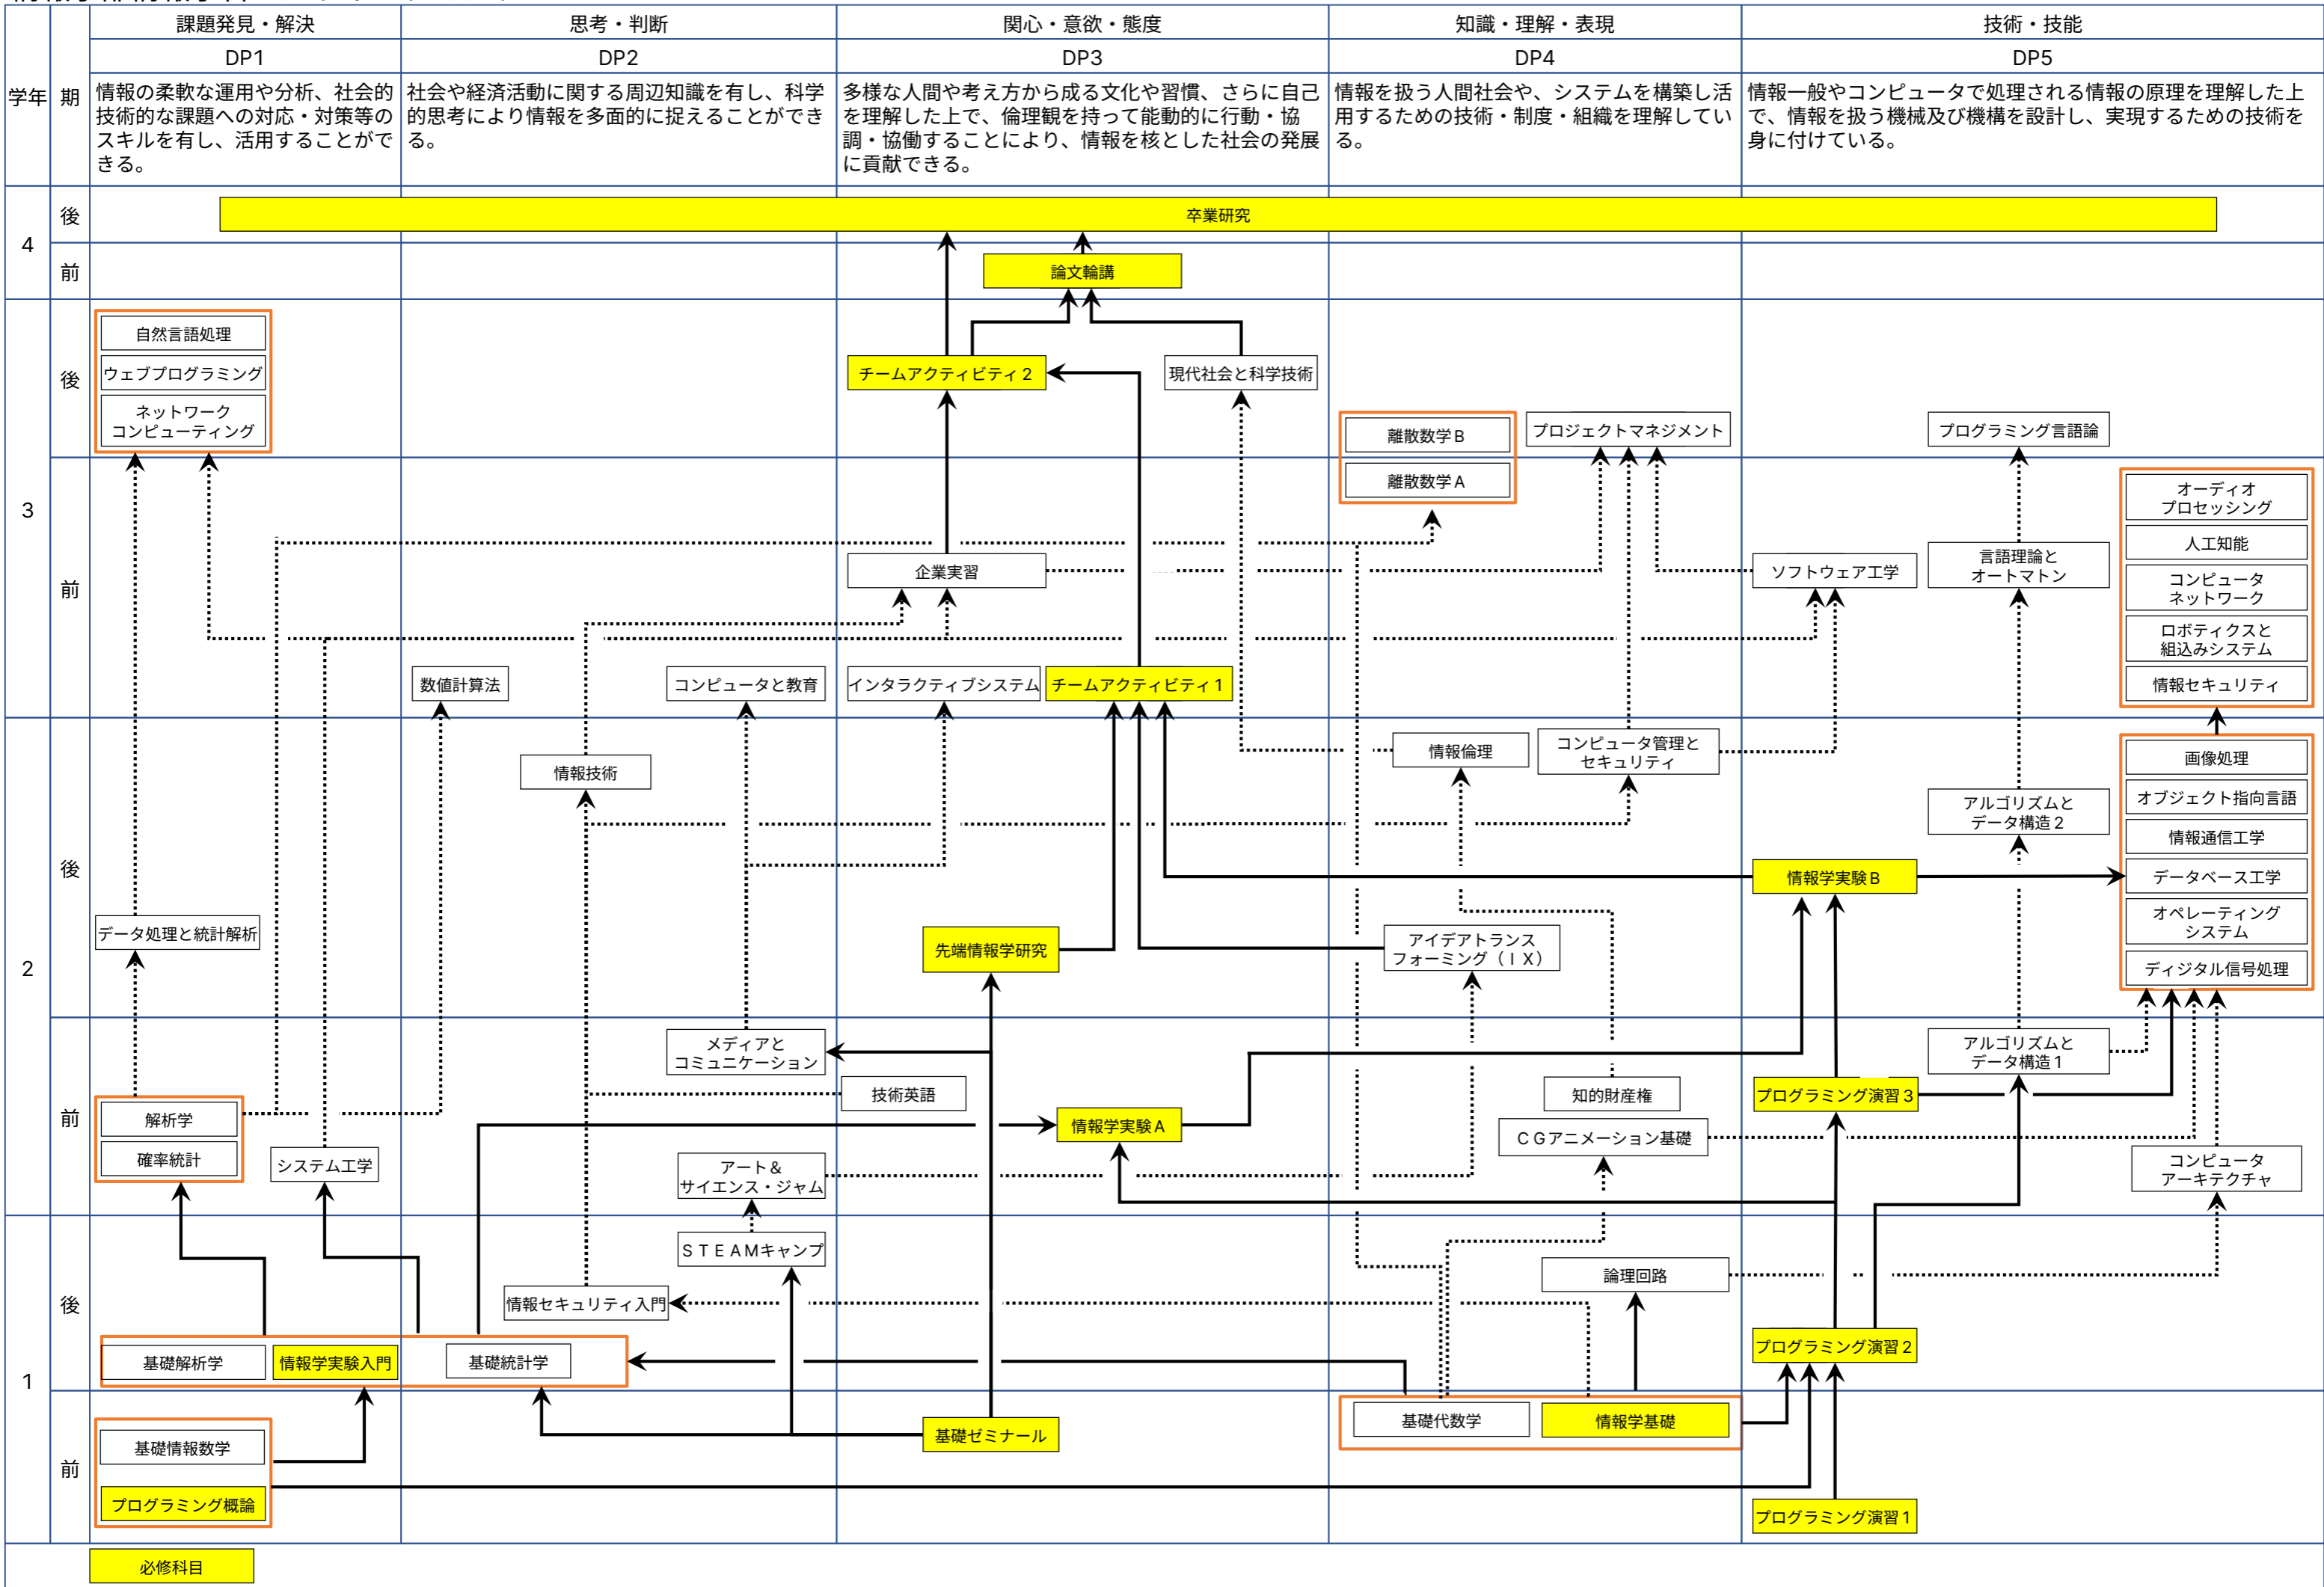 学年
期
課題発見・解決
思考・判断
関心・意欲・態度
知識・理解・表現
技術・技能
DP1
DP2
DP3
DP4
DP5
情報の柔軟な運用や分析、社会的
技術的な課題への対応・対策等の
スキルを有し、活用することがで
きる。
社会や経済活動に関する周辺知識を有し、科学
的思考により情報を多面的に捉えることができ
る。
多様な人間や考え方から成る文化や習慣、さらに自己
を理解した上で、倫理観を持って能動的に行動・協
調・協働することにより、情報を核とした社会の発展
に貢献できる。
情報を扱う人間社会や、システムを構築し活
用するための技術・制度・組織を理解してい
る。
情報一般やコンピュータで処理される情報の原理を理解した上
で、情報を扱う機械及び機構を設計し、実現するための技術を
身に付けている。
4
後
卒業研究
前
論文輪講
3
後
自然言語処理
ウェブプログラミング
ネットワーク
コンピューティング
チームアクティビティ2
現代社会と科学技術
離散数学B
離散数学A
プロジェクトマネジメント
プログラミング言語論
前
企業実習
ソフトウェア工学
言語理論と
オートマトン
オーディオ
プロセッシング
人工知能
コンピュータ
ネットワーク
ロボティクスと
組込みシステム
情報セキュリティ
数値計算法
コンピュータと教育
インタラクティブシステム
チームアクティビティ1
2
後
情報技術
情報倫理
コンピュータ管理と
セキュリティ
アルゴリズムと
データ構造2
画像処理
オブジェクト指向言語
情報通信工学
データベース工学
オペレーティング
システム
ディジタル信号処理
情報学実験B
データ処理と統計解析
先端情報学研究
アイデアトランス
フォーミング(IX)
前
メディアと
コミュニケーション
技術英語
アルゴリズムと
データ構造1
知的財産権
プログラミング演習3
解析学
確率統計
システム工学
情報学実験A
CGアニメーション基礎
アート&
サイエンス・ジャム
コンピュータ
アーキテクチャ
1
後
STEAMキャンプ
論理回路
情報セキュリティ入門
基礎解析学
情報学実験入門
基礎統計学
プログラミング演習2
前
基礎代数学
情報学基礎
基礎ゼミナール
基礎情報数学
プログラミング概論
プログラミング演習1
必修科目